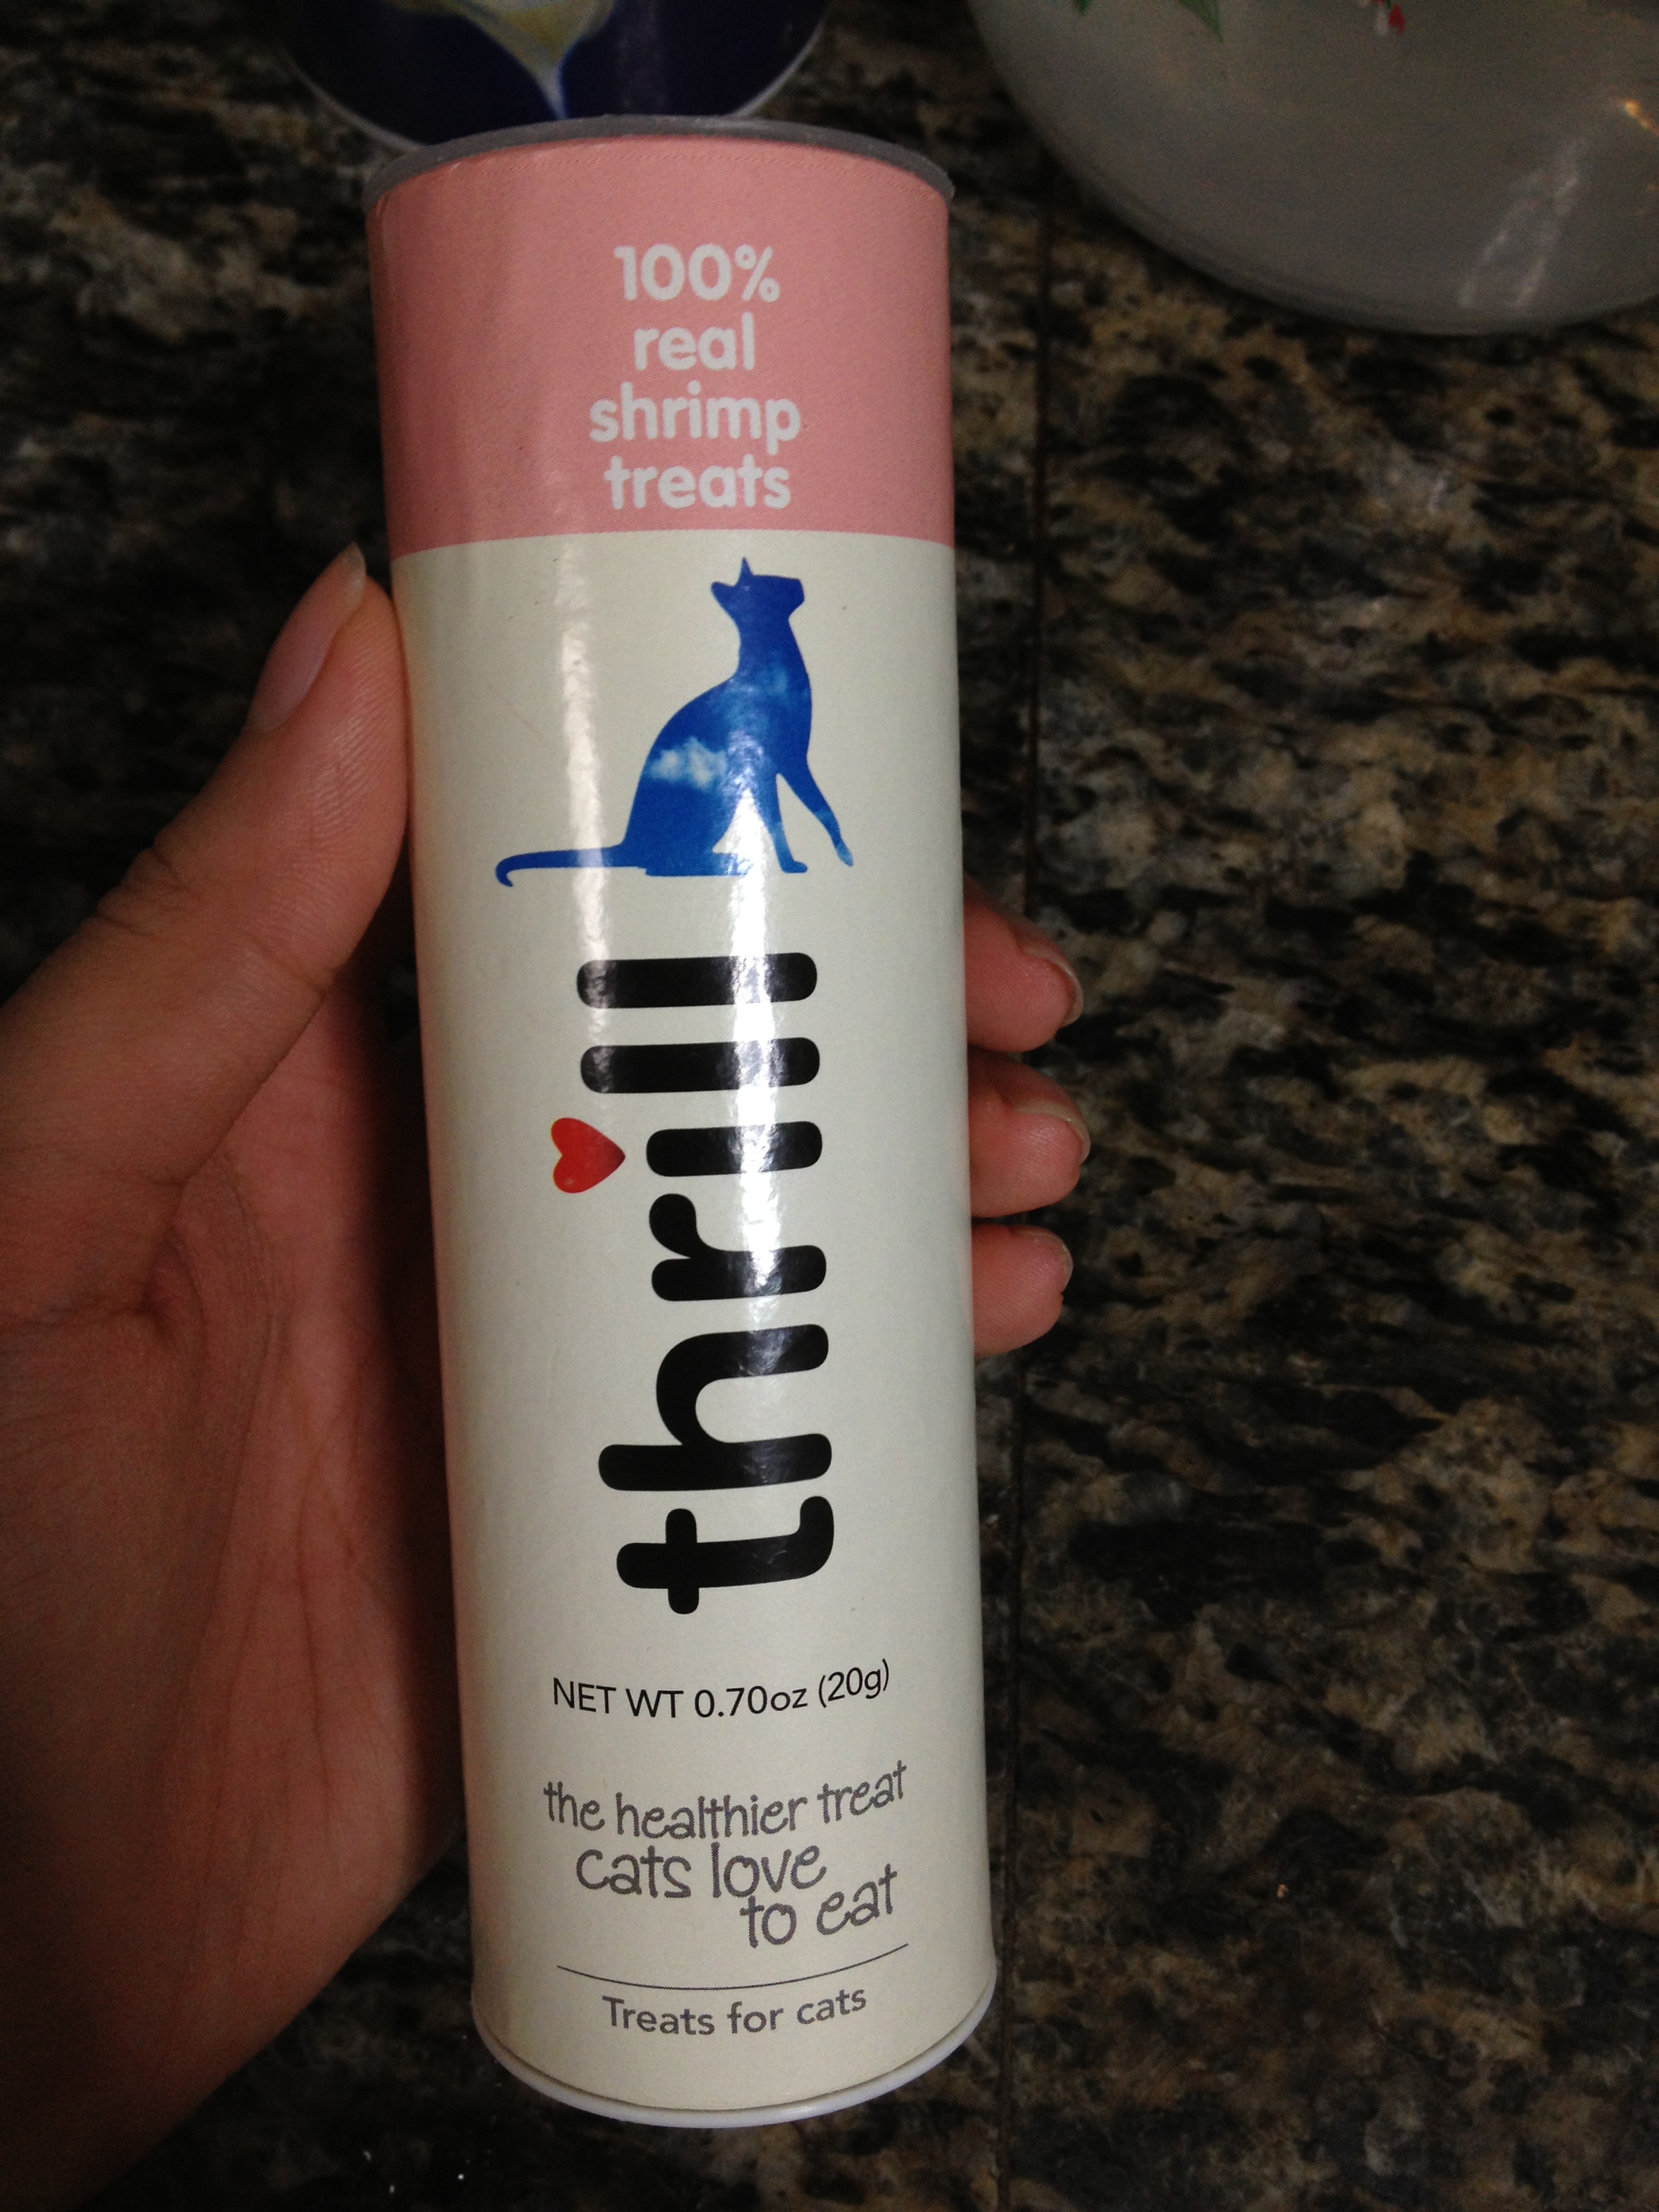 100%
real
shrimp
treats
thrill
NET WT 0.70oz (20g)
the healthier treat
cats love
to eat
Treats for cats